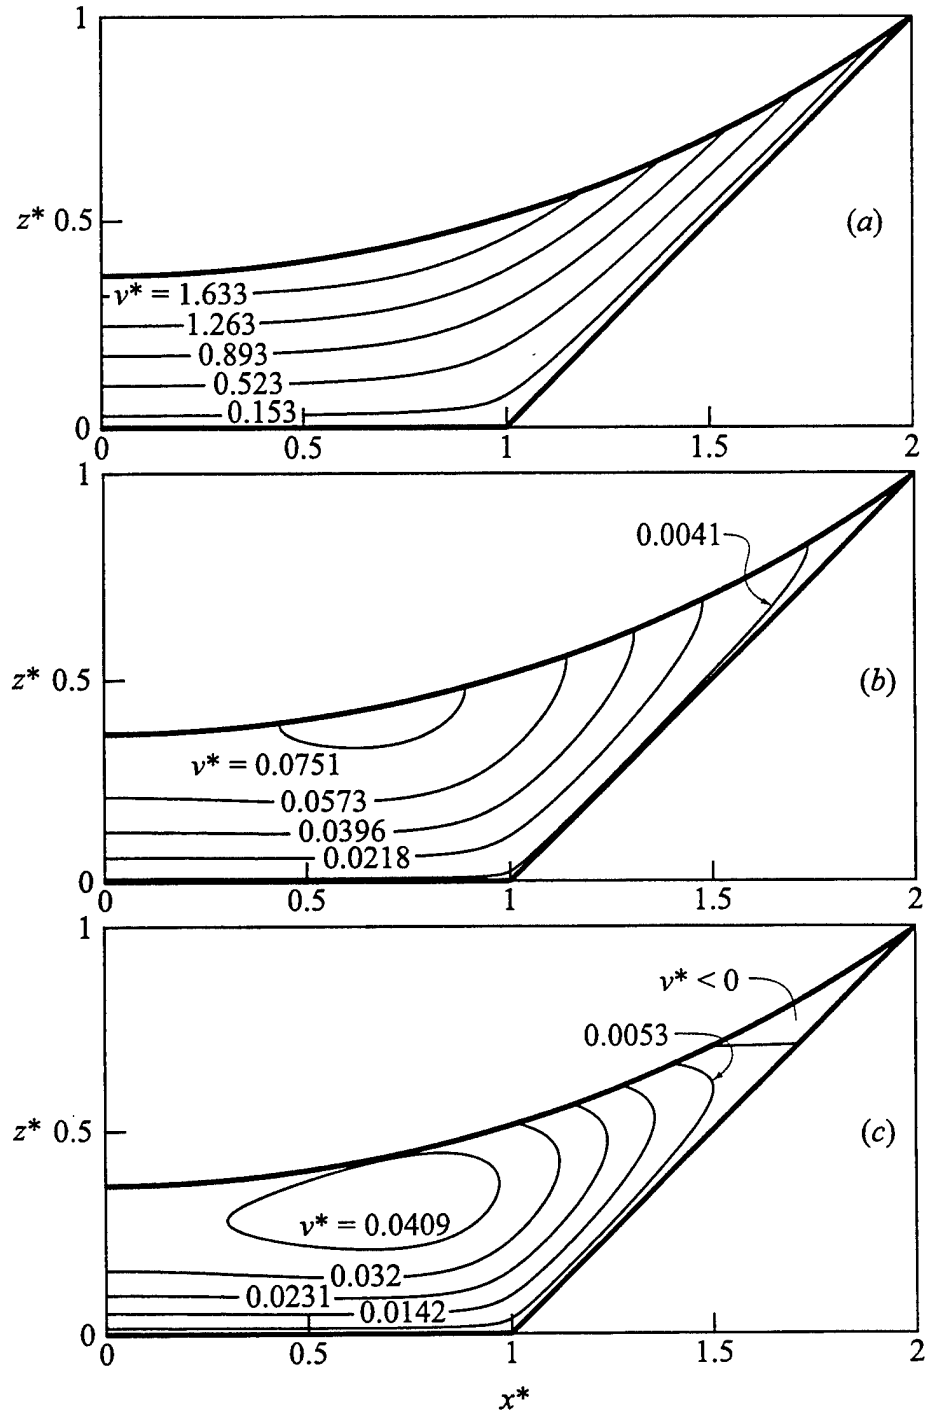 1
z* 0.5
(a)
v* = 1.633
1.263
0.893
0.523
0.153
0
0 0.5 1 1.5 2
1
0.0041
z* 0.5
(b)
v* = 0.0751
0.0573
0.0396
0.0218
0
0 0.5 1 1.5 2
1
v* < 0
0.0053
z* 0.5
(c)
v* = 0.0409
0.032
0.0231
0.0142
0
0 0.5 1 1.5 2
x*